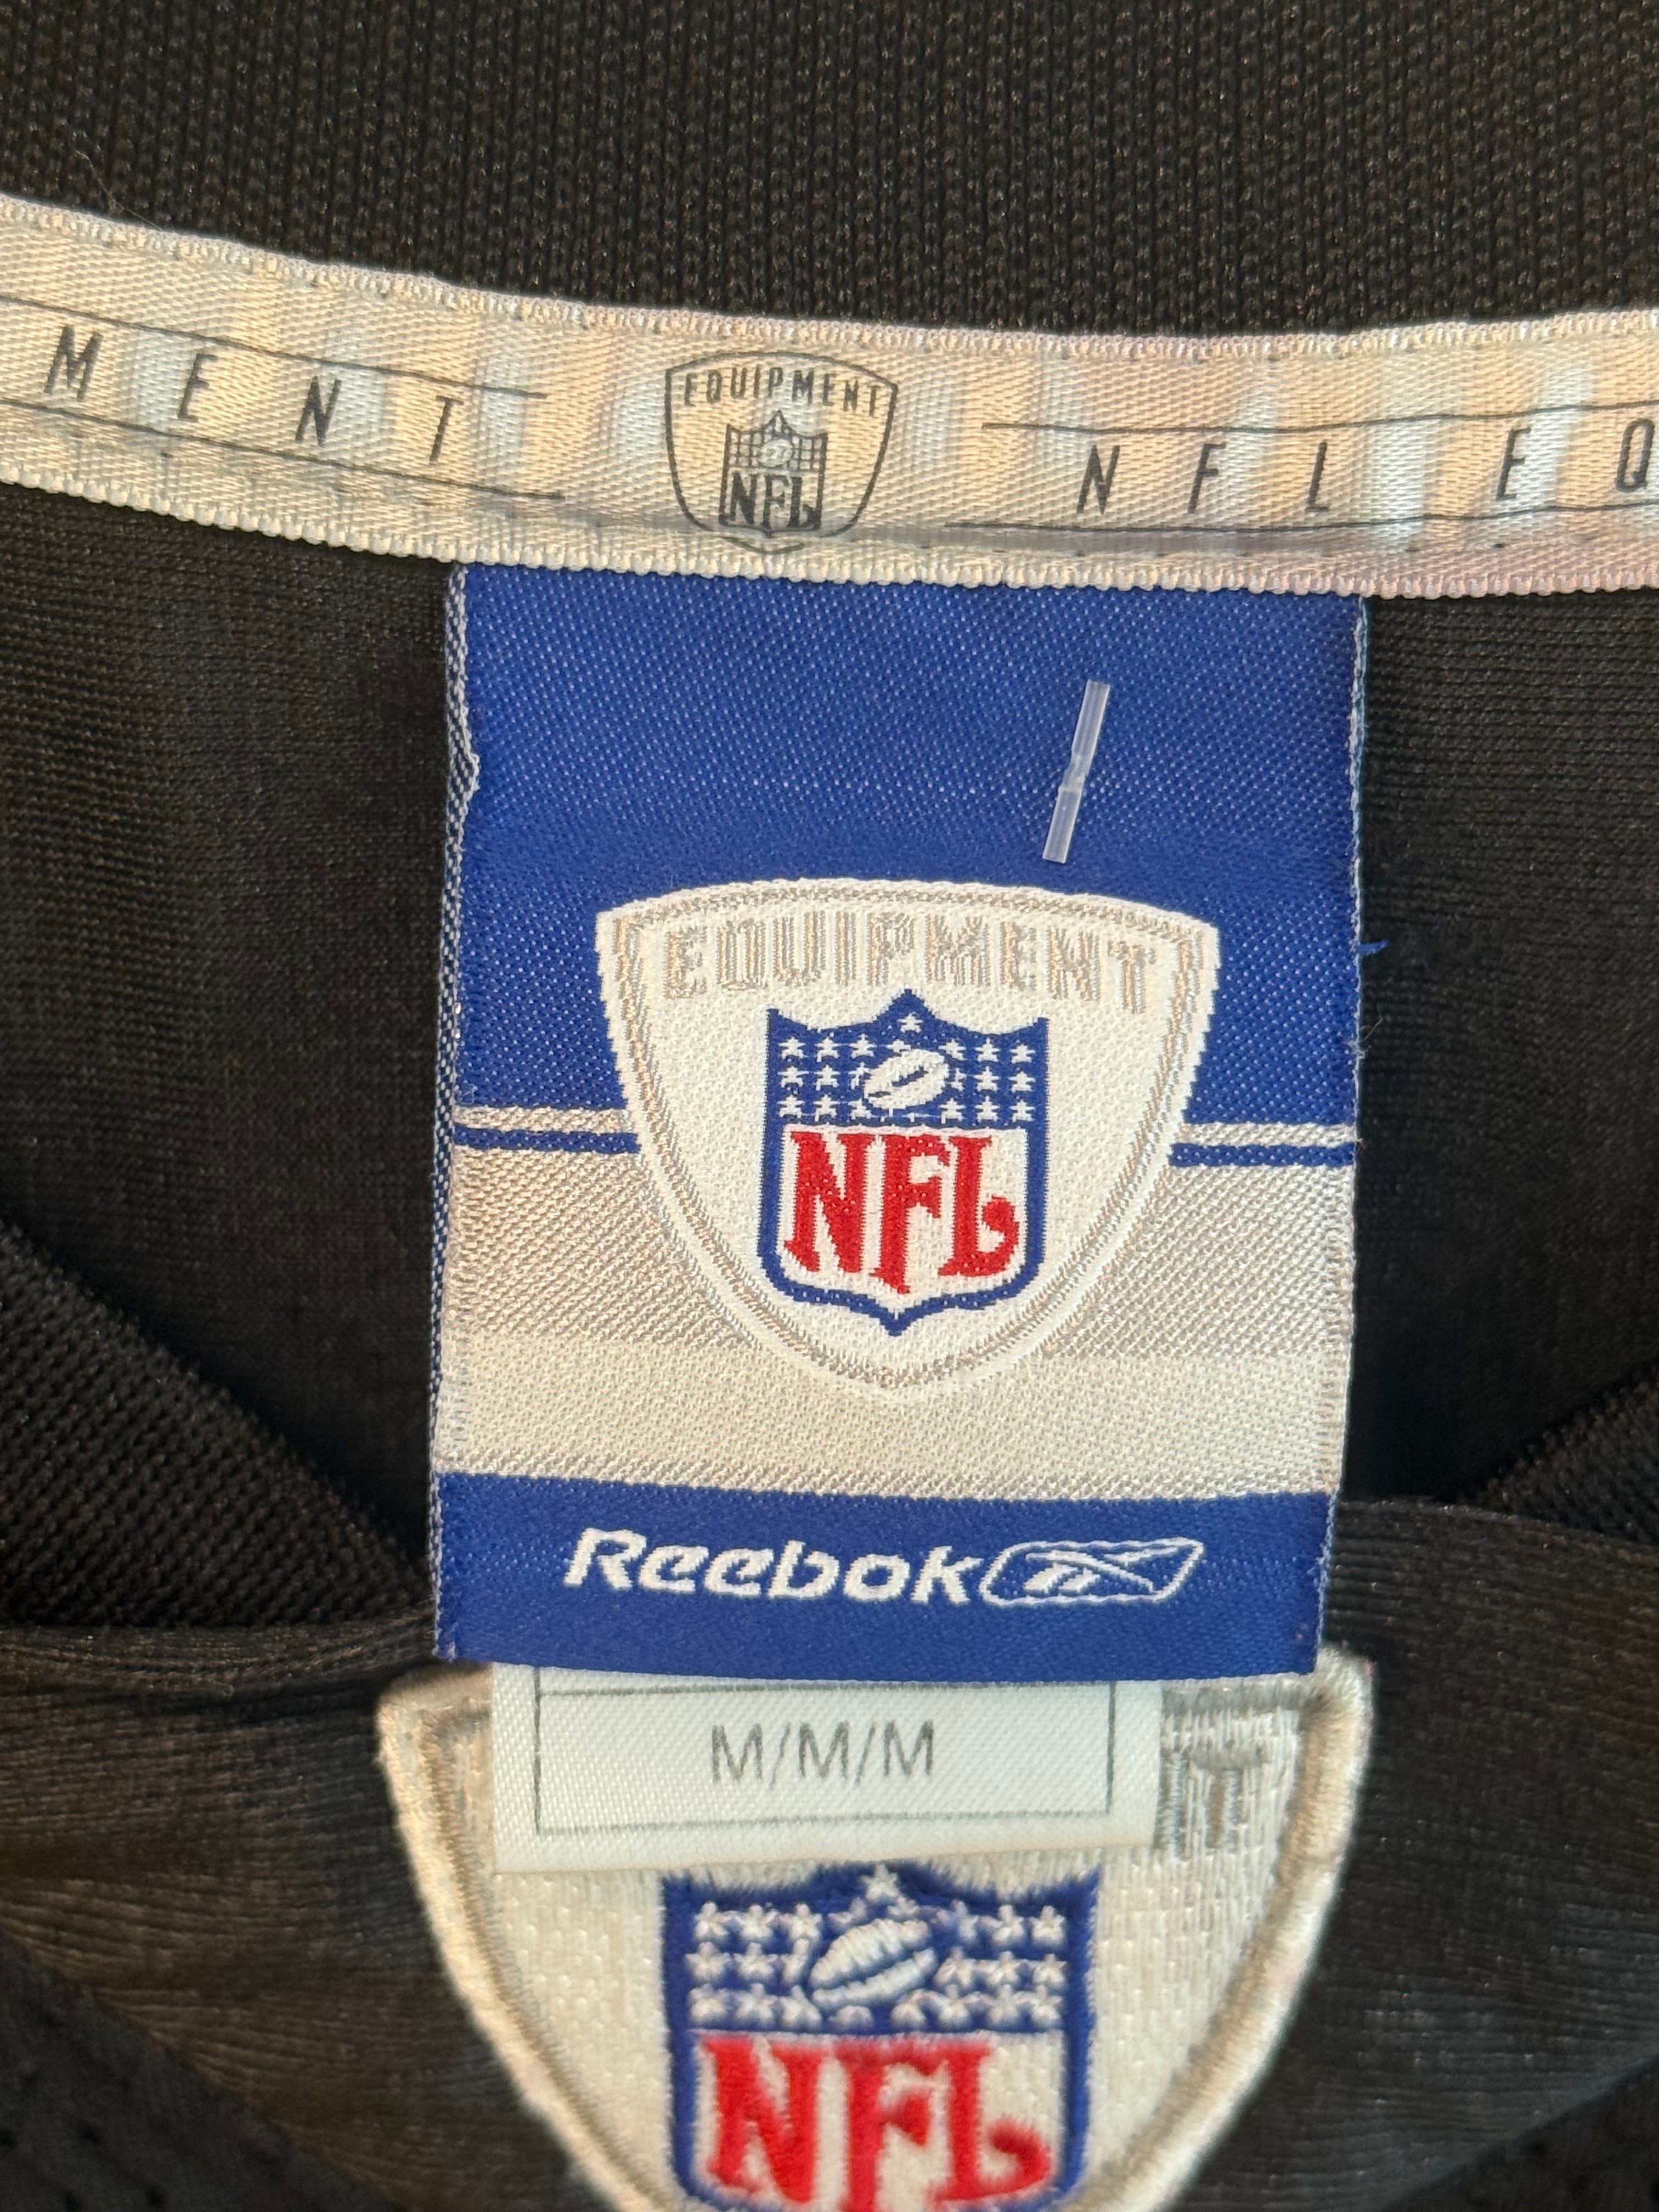 MENT
EQUIPMENT
NFL
NFL EQ
EQUIPMENT
NFL
Reebok
M/M/M
T
NFL